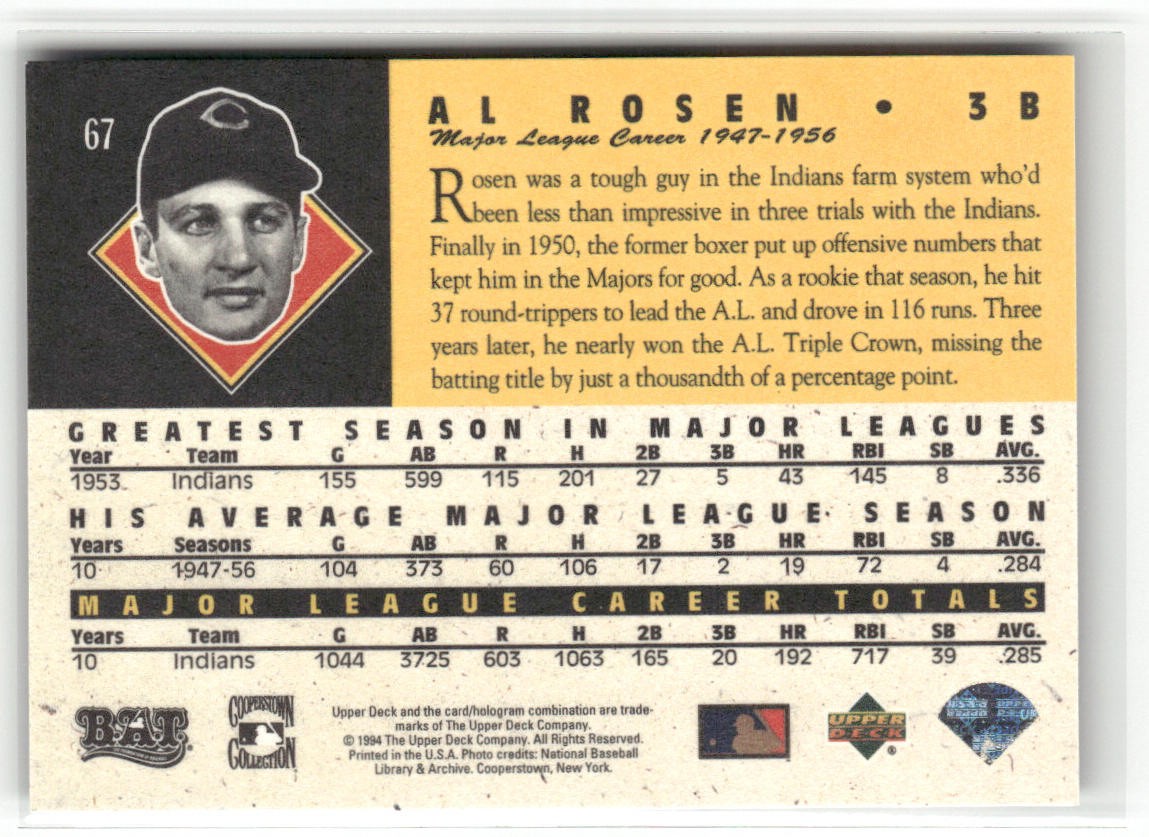 67
AL ROSEN • 3B
Major League Career 1947-1956
Rosen was a tough guy in the Indians farm system who'd
been less than impressive in three trials with the Indians.
Finally in 1950, the former boxer put up offensive numbers that
kept him in the Majors for good. As a rookie that season, he hit
37 round-trippers to lead the A.L. and drove in 116 runs. Three
years later, he nearly won the A.L. Triple Crown, missing the
batting title by just a thousandth of a percentage point.
GREATEST SEASON IN MAJOR LEAGUES
Year Team G AB R H 2B 3B HR RBI SB AVG.
1953 Indians 155 599 115 201 27 5 43 145 8 .336
HIS AVERAGE MAJOR LEAGUE SEASON
Years Seasons G AB R H 2B 3B HR RBI SB AVG.
10 1947-56 104 373 60 106 17 2 19 72 4 .284
MAJOR LEAGUE CAREER TOTALS
Years Team G AB R H 2B 3B HR RBI SB AVG.
10 Indians 1044 3725 603 1063 165 20 192 717 39 .285
BAT
COOPERSTOWN
COLLECTION
Upper Deck and the card/hologram combination are trade-
marks of The Upper Deck Company.
© 1994 The Upper Deck Company. All Rights Reserved.
Printed in the U.S.A. Photo credits: National Baseball
Library & Archive. Cooperstown, New York.
UPPER
DECK
®